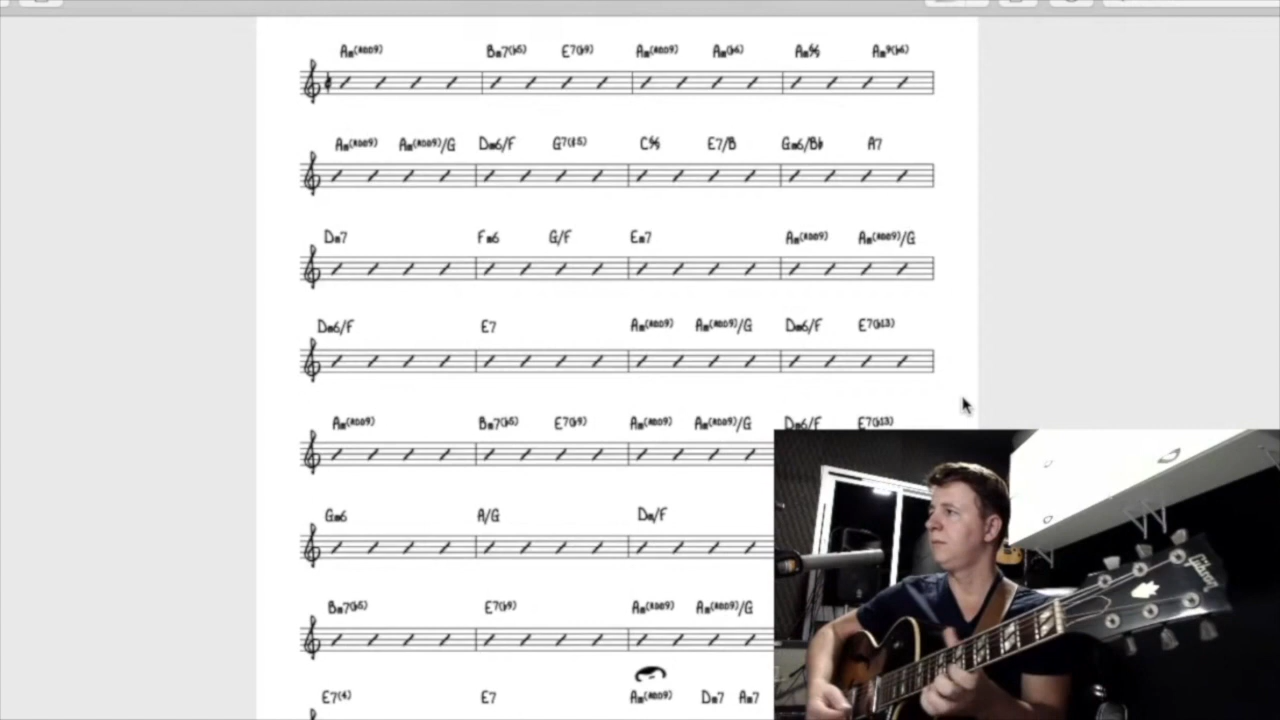 Am(ADD9) Bm7(b5) E7(b9) Am(ADD9) Am(b6) Am6 Am9(b6)
Am(ADD9) Am(ADD9)/G Dm6/F G7(#5) C6 E7/B Gm6/Bb A7
Dm7 Fm6 G/F Em7 Am(ADD9) Am(ADD9)/G
Dm6/F E7 Am(ADD9) Am(ADD9)/G Dm6/F E7(b13)
Am(ADD9) Bm7(b5) E7(b9) Am(ADD9) Am(ADD9)/G Dm6/F E7(b13)
Gm6 A/G Dm/F
Bm7(b5) E7(b9) Am(ADD9) Am(ADD9)/G
E7(4) E7 Am(ADD9) Dm7 Am7
Gibson